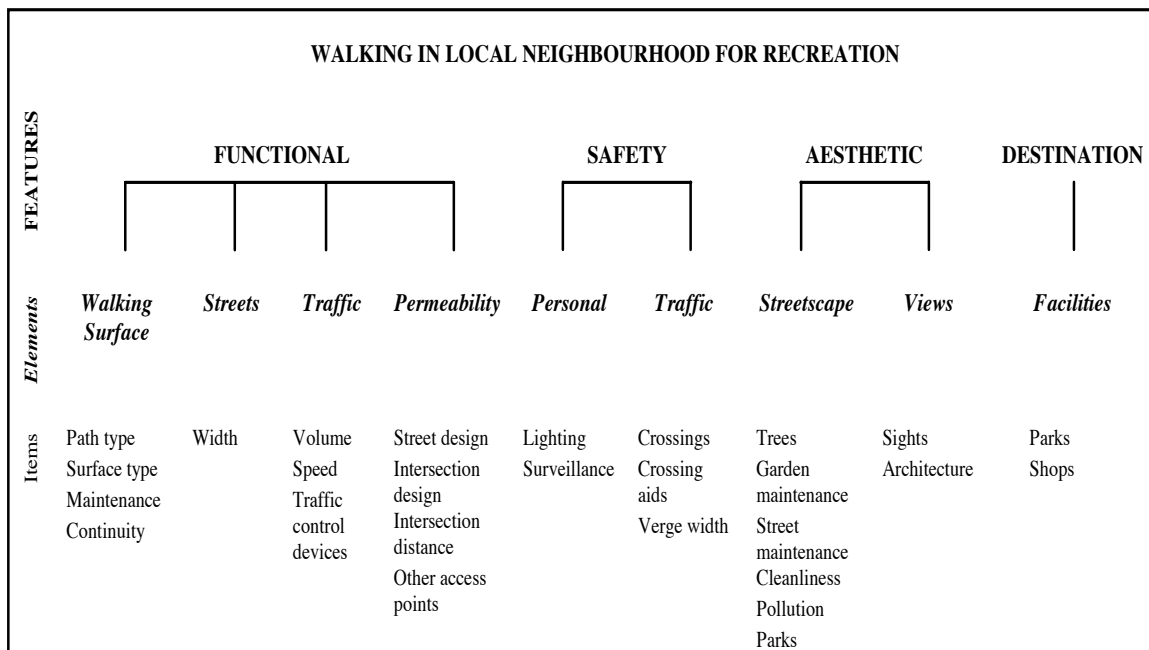 WALKING IN LOCAL NEIGHBOURHOOD FOR RECREATION
FEATURES
FUNCTIONAL
SAFETY
AESTHETIC
DESTINATION
Elements
Walking
Surface
Streets
Traffic
Permeability
Personal
Traffic
Streetscape
Views
Facilities
Items
Path type
Surface type
Maintenance
Continuity
Width
Volume
Speed
Traffic
control
devices
Street design
Intersection
design
Intersection
distance
Other access
points
Lighting
Surveillance
Crossings
Crossing
aids
Verge width
Trees
Garden
maintenance
Street
maintenance
Cleanliness
Pollution
Parks
Sights
Architecture
Parks
Shops